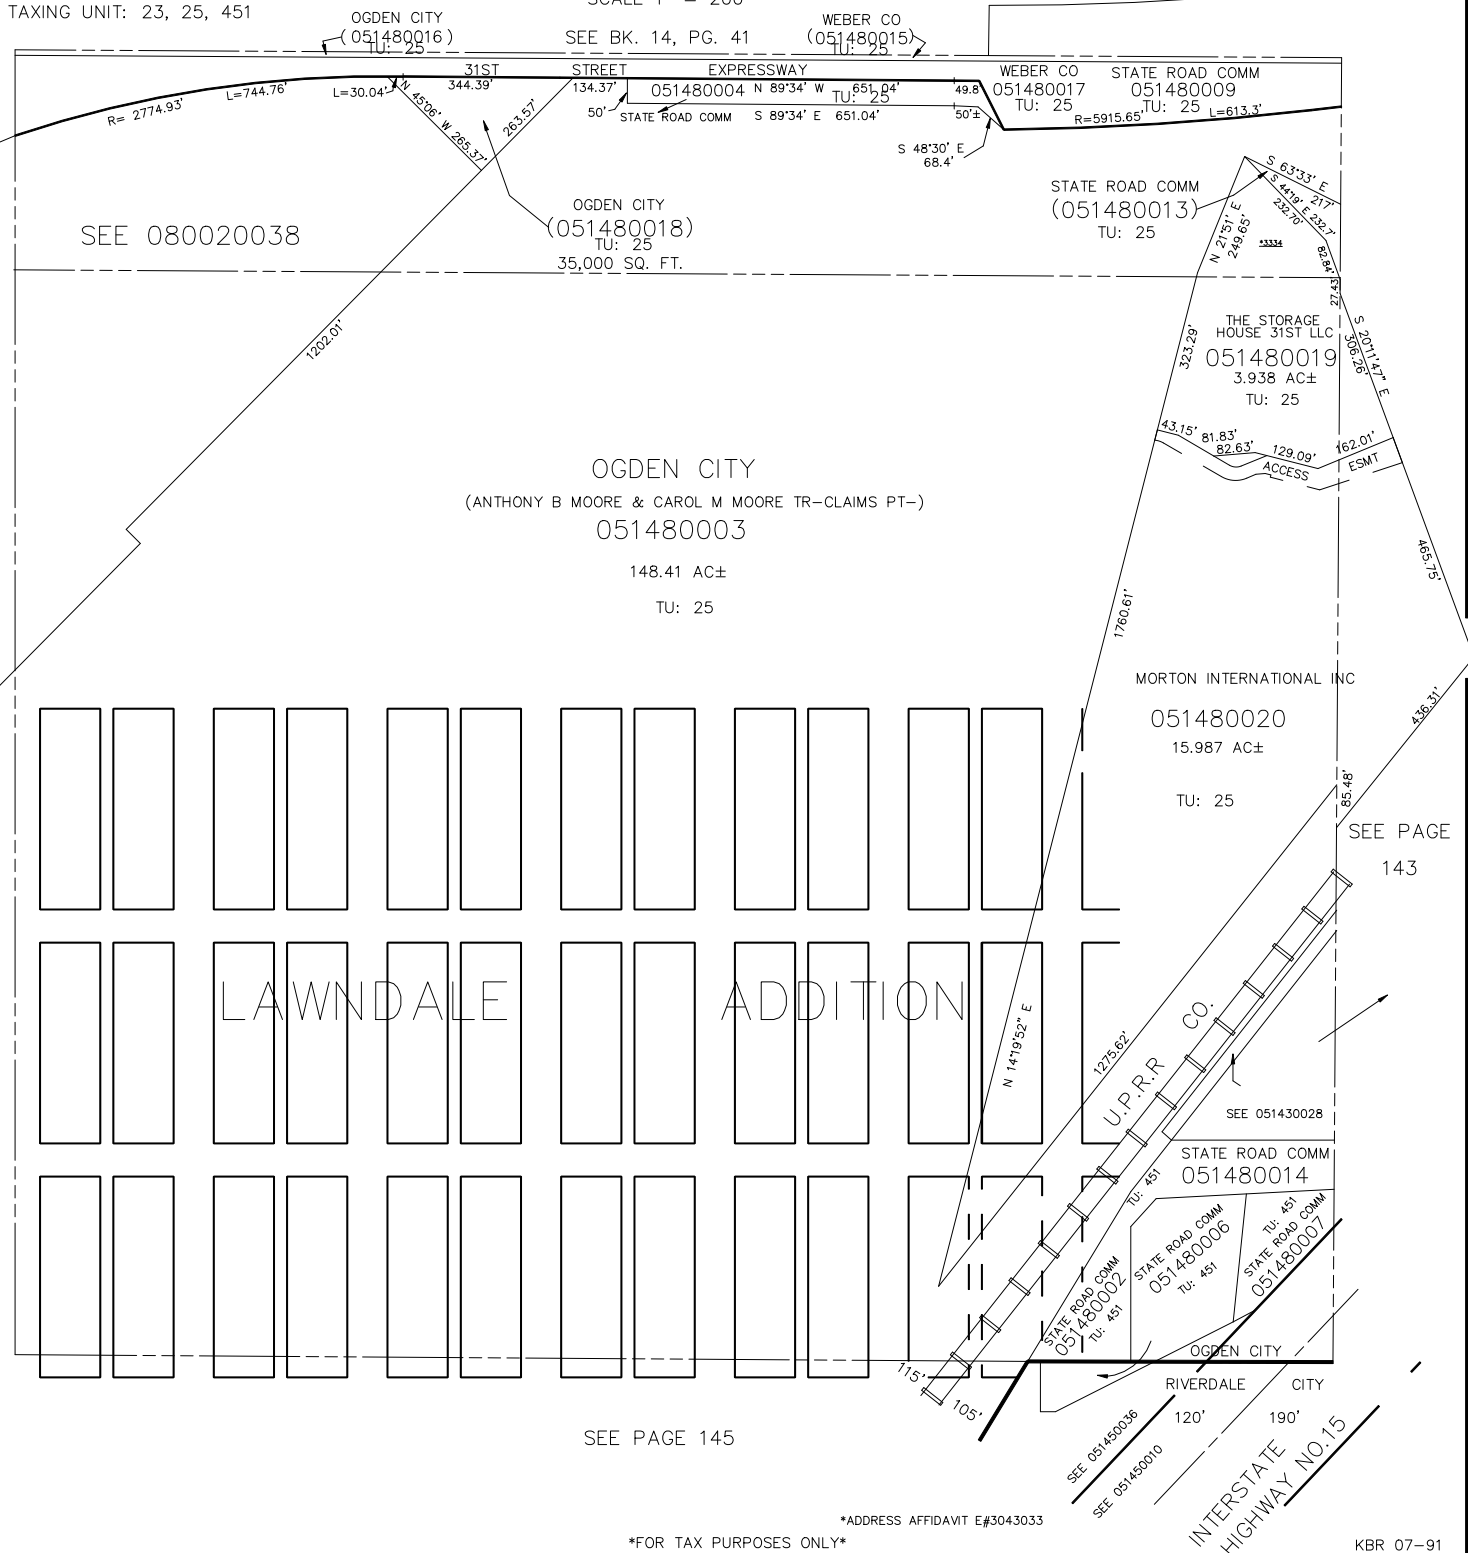 TAXING UNIT: 23, 25, 451
OGDEN CITY
(051480016)
TU: 25
SEE BK. 14, PG. 41
WEBER CO
(051480015)
TU: 25
31ST STREET EXPRESSWAY
R= 2774.93'
L=744.76'
L=30.04'
344.39'
134.37'
50'
051480004
N 89°34' W 651.04'
TU: 25
STATE ROAD COMM
S 89°34' E 651.04'
49.8
50'±
WEBER CO
051480017
TU: 25
STATE ROAD COMM
051480009
TU: 25
R=5915.65'
L=613.3'
N 45°06' W 265.37'
263.57'
S 48°30' E
68.4'
SEE 080020038
OGDEN CITY
(051480018)
TU: 25
35,000 SQ. FT.
STATE ROAD COMM
(051480013)
TU: 25
S 63°33' E
217'
S 44°19' E 232.7'
232.70'
N 21°51' E
249.65'
*3334
82.84'
27.43'
1202.01'
323.29'
THE STORAGE
HOUSE 31ST LLC
051480019
3.938 AC±
TU: 25
S 20°11'47" E
306.26'
43.15'
81.83'
82.63'
129.09'
162.01'
ACCESS ESMT
OGDEN CITY
(ANTHONY B MOORE & CAROL M MOORE TR-CLAIMS PT-)
051480003
148.41 AC±
TU: 25
465.75'
1760.61'
MORTON INTERNATIONAL INC
051480020
15.987 AC±
TU: 25
436.31'
85.48'
SEE PAGE
143
LAWNDALE ADDITION
N 14°19'52" E
1275.62'
U.P.R.R CO.
SEE 051430028
STATE ROAD COMM
051480014
TU: 451
STATE ROAD COMM
051480006
TU: 451
TU: 451
STATE ROAD COMM
051480007
STATE ROAD COMM
051480002
TU: 451
OGDEN CITY
RIVERDALE CITY
115'
105'
120'
190'
SEE PAGE 145
SEE 051450036
SEE 051450010
INTERSTATE
HIGHWAY NO.15
*ADDRESS AFFIDAVIT E#3043033
*FOR TAX PURPOSES ONLY*
KBR 07-91